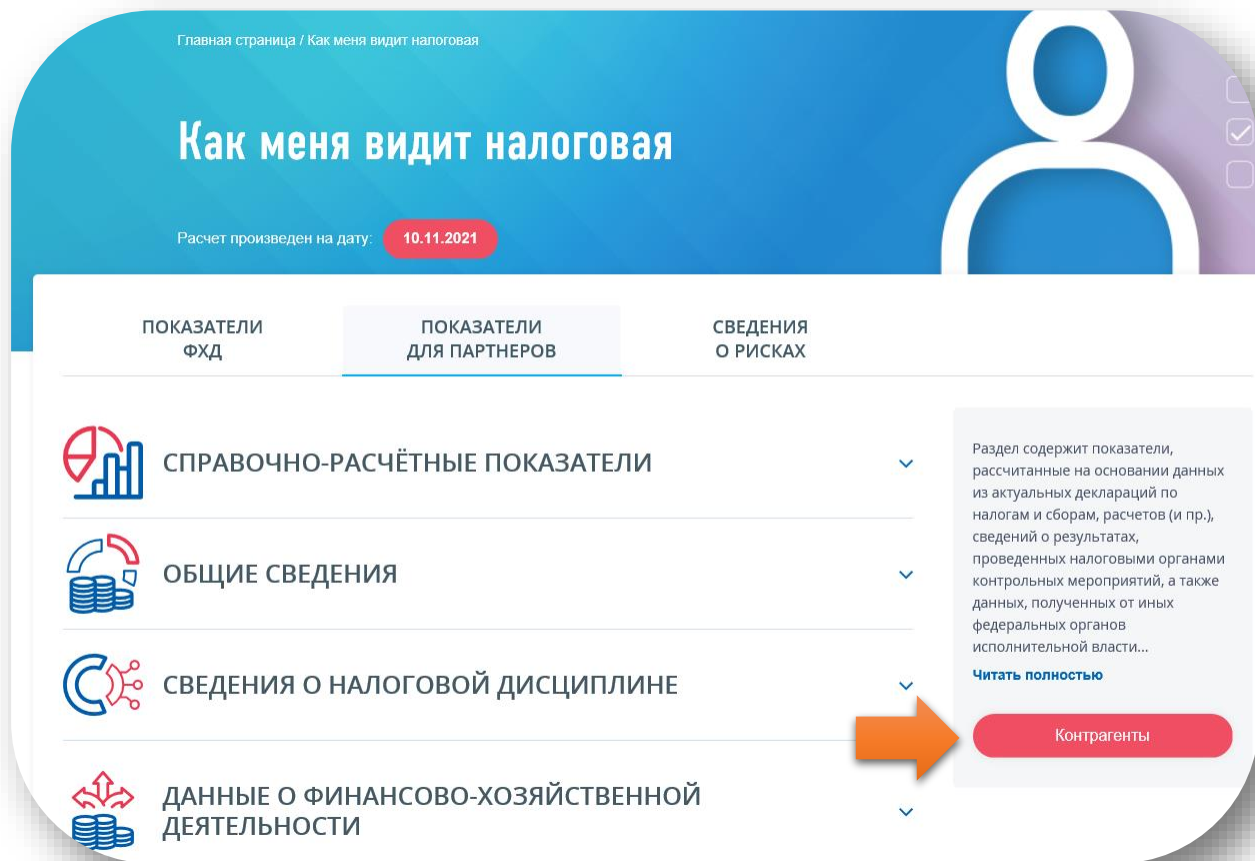 Главная страница / Как меня видит налоговая
Как меня видит налоговая
Расчет произведен на дату: 10.11.2021
ПОКАЗАТЕЛИ
ФХД
ПОКАЗАТЕЛИ
ДЛЯ ПАРТНЕРОВ
СВЕДЕНИЯ
О РИСКАХ
СПРАВОЧНО-РАСЧЁТНЫЕ ПОКАЗАТЕЛИ
ОБЩИЕ СВЕДЕНИЯ
СВЕДЕНИЯ О НАЛОГОВОЙ ДИСЦИПЛИНЕ
ДАННЫЕ О ФИНАНСОВО-ХОЗЯЙСТВЕННОЙ
ДЕЯТЕЛЬНОСТИ
Раздел содержит показатели,
рассчитанные на основании данных
из актуальных деклараций по
налогам и сборам, расчетов (и пр.),
сведений о результатах,
проведенных налоговыми органами
контрольных мероприятий, а также
данных, полученных от иных
федеральных органов
исполнительной власти...
Читать полностью
Контрагенты